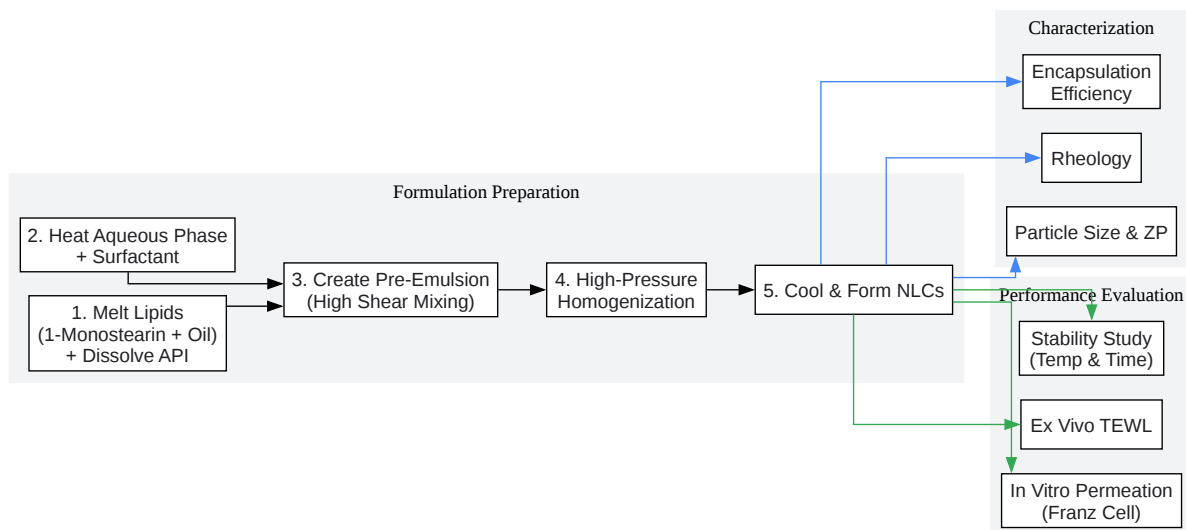 Formulation Preparation
2. Heat Aqueous Phase
+ Surfactant
1. Melt Lipids
(1-Monostearin + Oil)
+ Dissolve API
3. Create Pre-Emulsion
(High Shear Mixing)
4. High-Pressure
Homogenization
5. Cool & Form NLCs
Characterization
Encapsulation
Efficiency
Rheology
Particle Size & ZP
Performance Evaluation
Stability Study
(Temp & Time)
Ex Vivo TEWL
In Vitro Permeation
(Franz Cell)